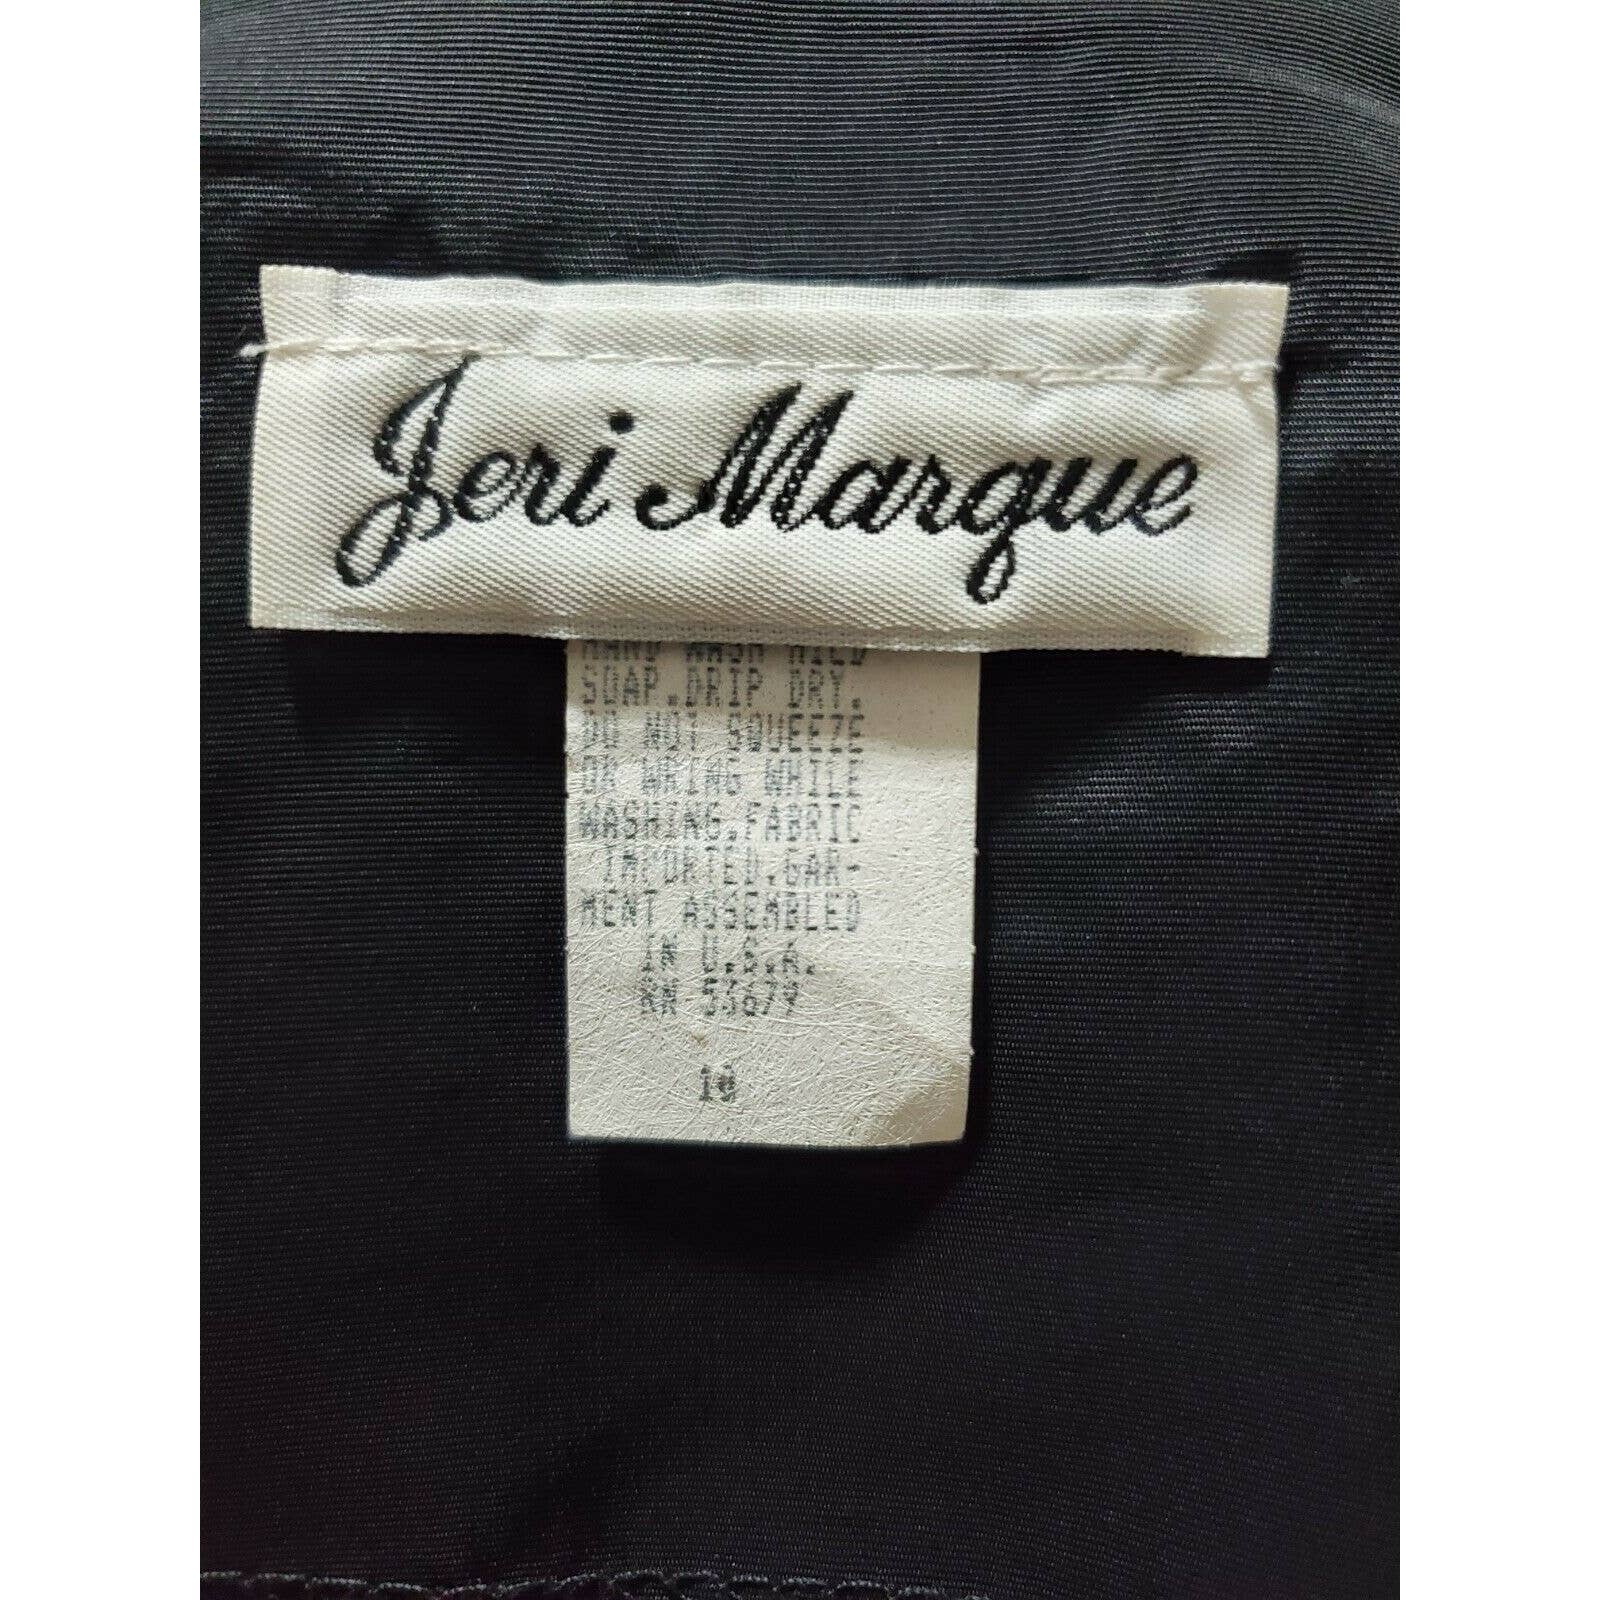 Jeri Marque
HAND WASH MILD
SOAP.DRIP DRY.
DO NOT SQUEEZE
OR WRING WHILE
WASHING.FABRIC
IMPORTED.GAR-
MENT ASSEMBLED
IN U.S.A.
RN 53679